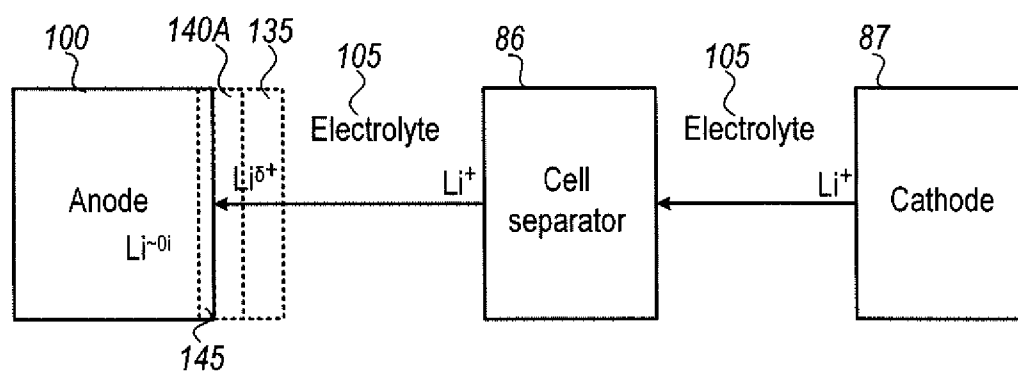 100
140A
135
105
86
105
87
Electrolyte
Electrolyte
Liδ+
Li+
Li+
Anode
Cell
separator
Cathode
Li~0i
145